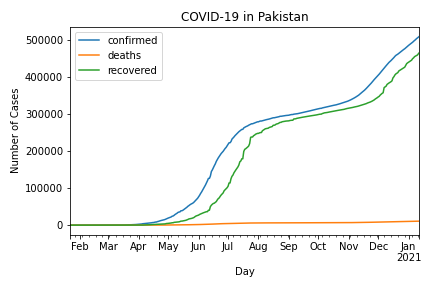 COVID-19 in Pakistan
confirmed
deaths
recovered
Number of Cases
500000
400000
300000
200000
100000
0
Feb Mar Apr May Jun Jul Aug Sep Oct Nov Dec Jan
2021
Day